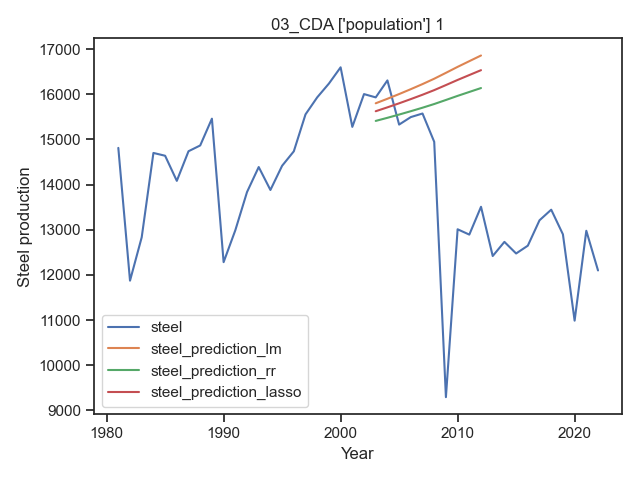 03_CDA ['population'] 1
17000
16000
15000
14000
13000
12000
11000
10000
9000
Steel production
steel
steel_prediction_lm
steel_prediction_rr
steel_prediction_lasso
1980
1990
2000
2010
2020
Year